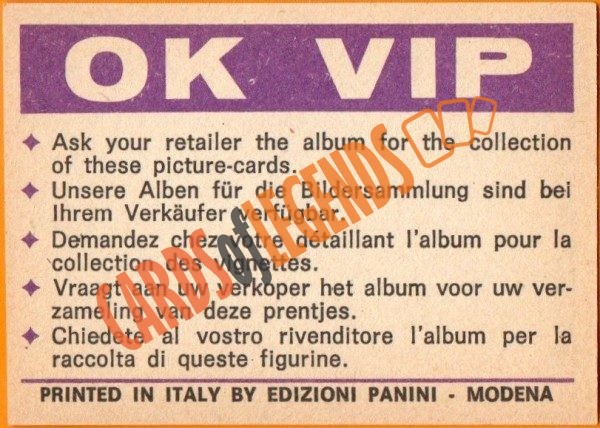 OK VIP
✦ Ask your retailer the album for the collection
of these picture-cards.
✦ Unsere Alben für die Bildersammlung sind bei
Ihrem Verkäufer verfügbar.
✦ Demandez chez votre détaillant l'album pour la
collection des vignettes.
✦ Vraagt aan uw verkoper het album voor uw ver-
zameling van deze prentjes.
✦ Chiedete al vostro rivenditore l'album per la
raccolta di queste figurine.
PRINTED IN ITALY BY EDIZIONI PANINI - MODENA
CARDS of LEGENDS